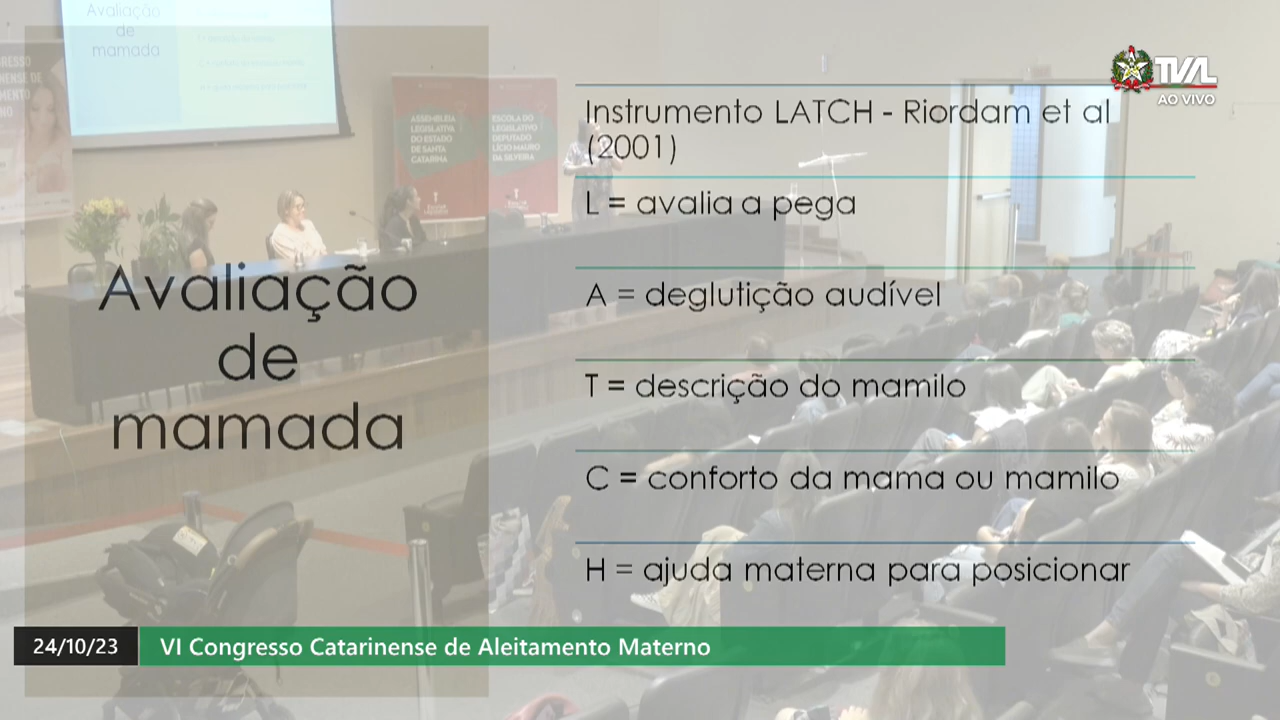 Avaliação
de
mamada
ASSEMBLEIA
LEGISLATIVA
DO ESTADO
DE SANTA
CATARINA
ESCOLA DO
LEGISLATIVO
DEPUTADO
LÍCIO MAURO
DA SILVEIRA
TVAL
AO VIVO
Instrumento LATCH - Riordam et al
(2001)
L = avalia a pega
A = deglutição audível
T = descrição do mamilo
C = conforto da mama ou mamilo
H = ajuda materna para posicionar
Avaliação
de
mamada
24/10/23
VI Congresso Catarinense de Aleitamento Materno